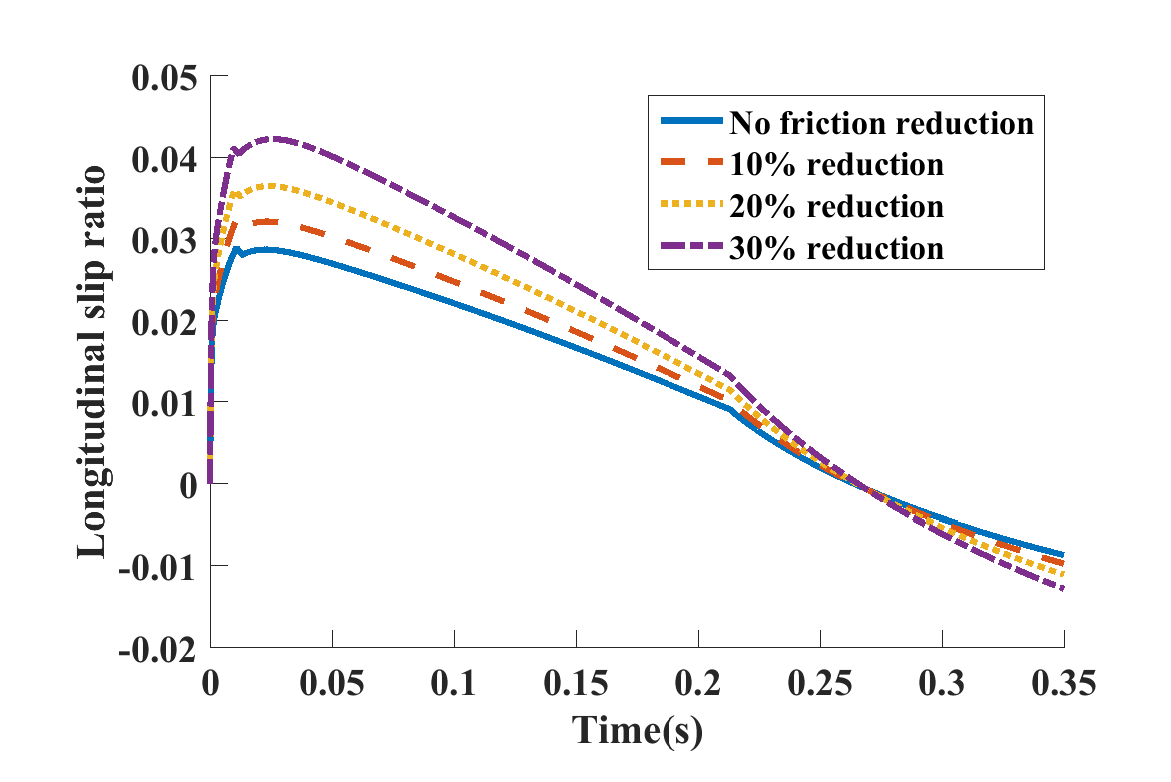 0.05
0.04
0.03
0.02
0.01
0
-0.01
-0.02
Longitudinal slip ratio
No friction reduction
10% reduction
20% reduction
30% reduction
0 0.05 0.1 0.15 0.2 0.25 0.3 0.35
Time(s)